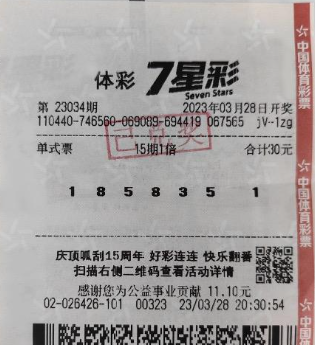 体彩 7星彩
Seven Stars
第 23034期 2023年03月28日开奖
110440-746560-069089-694419 067565 jV-1zg
已兑奖
单式票 15期1倍 合计30元
1 8 5 8 3 5 1
庆顶呱刮15周年 好彩连连 快乐翻番
扫描右侧二维码查看活动详情
感谢您为公益事业贡献 11.10元
02-026426-101 00323 23/03/28 20:30:54
中国体育彩票
中国体育彩票
中国